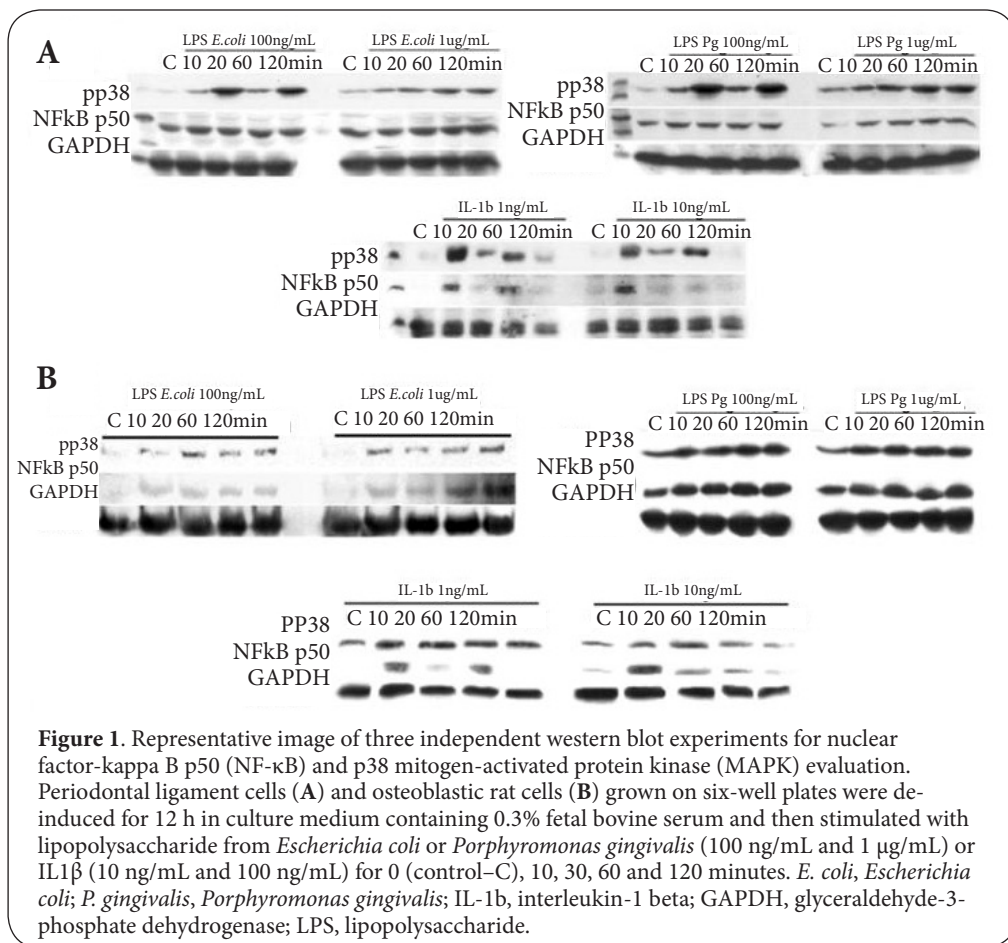 A
LPS E.coli 100ng/mL
LPS E.coli 1ug/mL
C 10 20 60 120min
C 10 20 60 120min
pp38
NFkB p50
GAPDH
LPS Pg 100ng/mL
LPS Pg 1ug/mL
C 10 20 60 120min
C 10 20 60 120min
pp38
NFkB p50
GAPDH
IL-1b 1ng/mL
IL-1b 10ng/mL
C 10 20 60 120min
C 10 20 60 120min
pp38
NFkB p50
GAPDH
B
LPS E.coli 100ng/mL
LPS E.coli 1ug/mL
C 10 20 60 120min
C 10 20 60 120min
pp38
NFkB p50
GAPDH
LPS Pg 100ng/mL
LPS Pg 1ug/mL
C 10 20 60 120min
C 10 20 60 120min
PP38
NFkB p50
GAPDH
IL-1b 1ng/mL
IL-1b 10ng/mL
C 10 20 60 120min
C 10 20 60 120min
PP38
NFkB p50
GAPDH
Figure 1. Representative image of three independent western blot experiments for nuclear
factor-kappa B p50 (NF-κB) and p38 mitogen-activated protein kinase (MAPK) evaluation.
Periodontal ligament cells (A) and osteoblastic rat cells (B) grown on six-well plates were de-
induced for 12 h in culture medium containing 0.3% fetal bovine serum and then stimulated with
lipopolysaccharide from Escherichia coli or Porphyromonas gingivalis (100 ng/mL and 1 μg/mL) or
IL1β (10 ng/mL and 100 ng/mL) for 0 (control–C), 10, 30, 60 and 120 minutes. E. coli, Escherichia
coli; P. gingivalis, Porphyromonas gingivalis; IL-1b, interleukin-1 beta; GAPDH, glyceraldehyde-3-
phosphate dehydrogenase; LPS, lipopolysaccharide.